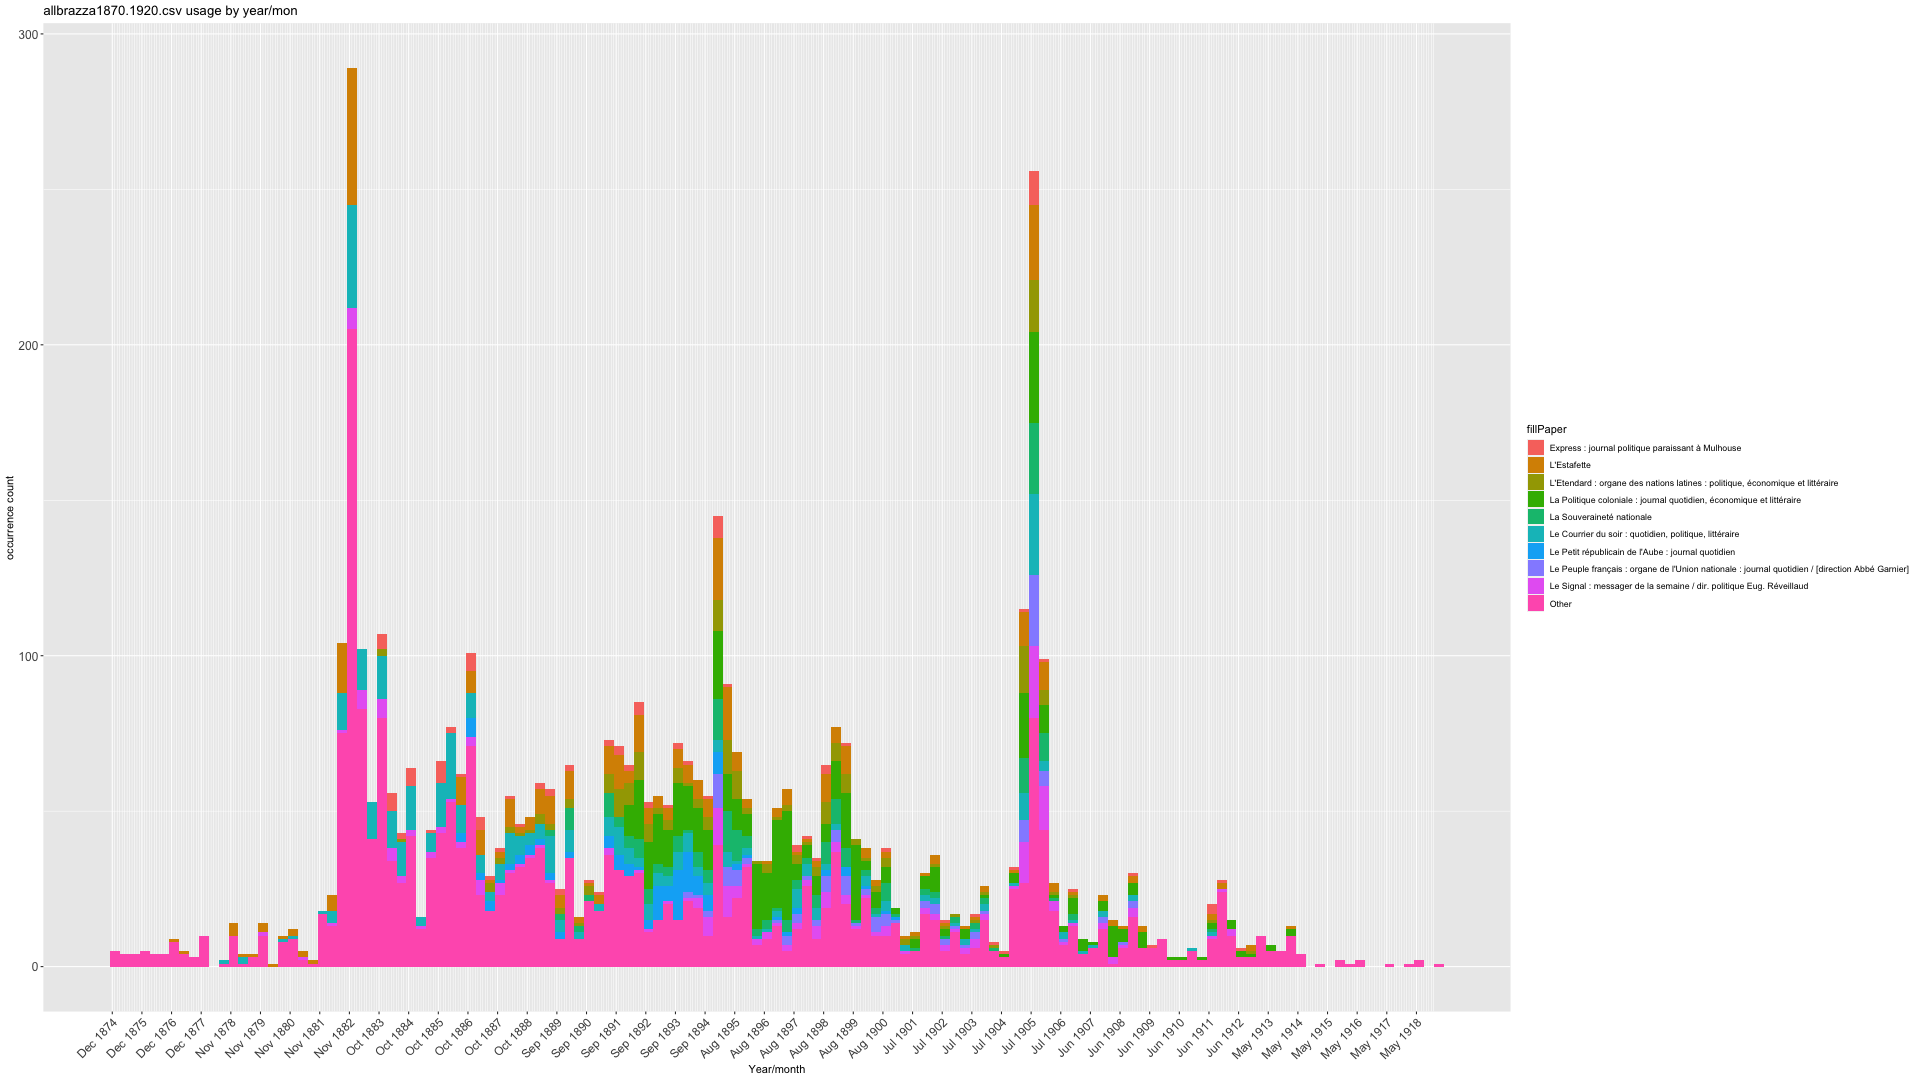 allbrazza1870.1920.csv usage by year/mon
300
200
100
0
occurrence count
Dec 1874
Dec 1875
Dec 1876
Dec 1877
Nov 1878
Nov 1879
Nov 1880
Nov 1881
Nov 1882
Oct 1883
Oct 1884
Oct 1885
Oct 1886
Oct 1887
Oct 1888
Sep 1889
Sep 1890
Sep 1891
Sep 1892
Sep 1893
Sep 1894
Aug 1895
Aug 1896
Aug 1897
Aug 1898
Aug 1899
Aug 1900
Jul 1901
Jul 1902
Jul 1903
Jul 1904
Jul 1905
Jul 1906
Jun 1907
Jun 1908
Jun 1909
Jun 1910
Jun 1911
Jun 1912
May 1913
May 1914
May 1915
May 1916
May 1917
May 1918
Year/month
fillPaper
Express : journal politique paraissant à Mulhouse
L'Estafette
L'Etendard : organe des nations latines : politique, économique et littéraire
La Politique coloniale : journal quotidien, économique et littéraire
La Souveraineté nationale
Le Courrier du soir : quotidien, politique, littéraire
Le Petit républicain de l'Aube : journal quotidien
Le Peuple français : organe de l'Union nationale : journal quotidien / [direction Abbé Garnier]
Le Signal : messager de la semaine / dir. politique Eug. Réveillaud
Other